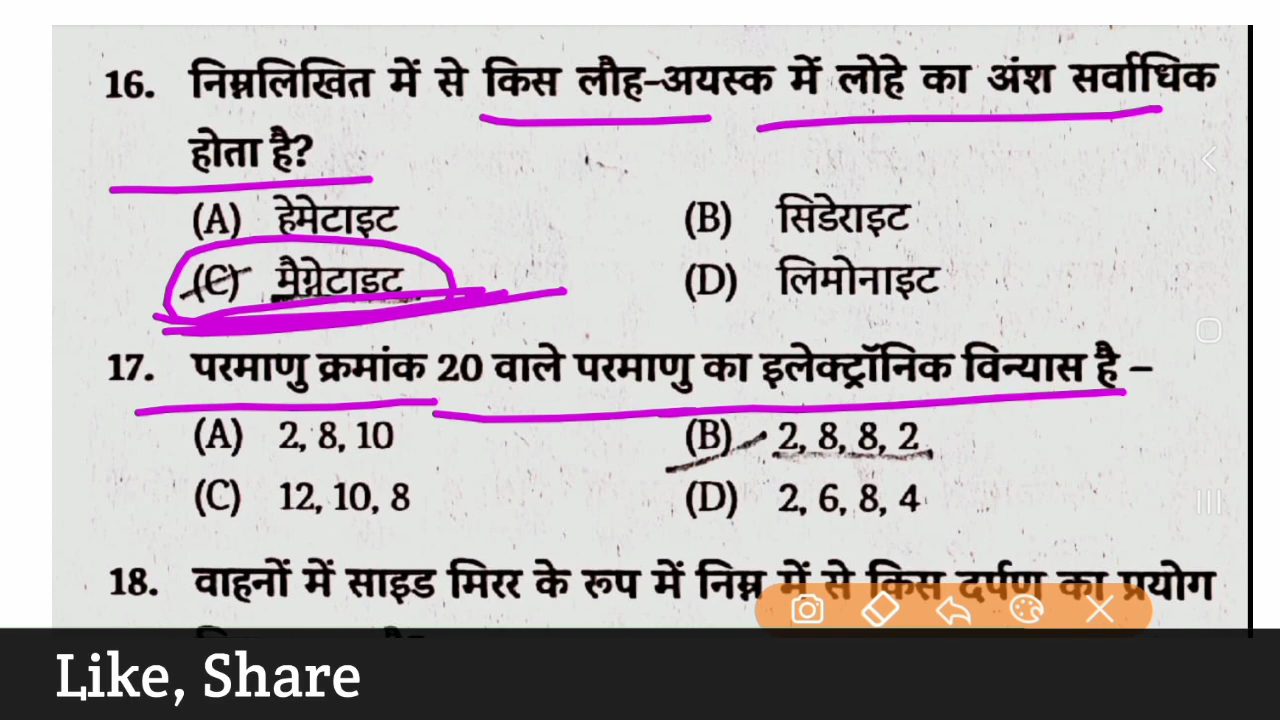 16. निम्नलिखित में से किस लौह-अयस्क में लोहे का अंश सर्वाधिक
होता है?
(A) हेमेटाइट (B) सिडेराइट
(C) मैग्नेटाइट (D) लिमोनाइट
17. परमाणु क्रमांक 20 वाले परमाणु का इलेक्ट्रॉनिक विन्यास है –
(A) 2, 8, 10 (B) 2, 8, 8, 2
(C) 12, 10, 8 (D) 2, 6, 8, 4
18. वाहनों में साइड मिरर के रूप में निम्न में से किस दर्पण का प्रयोग
Like, Share